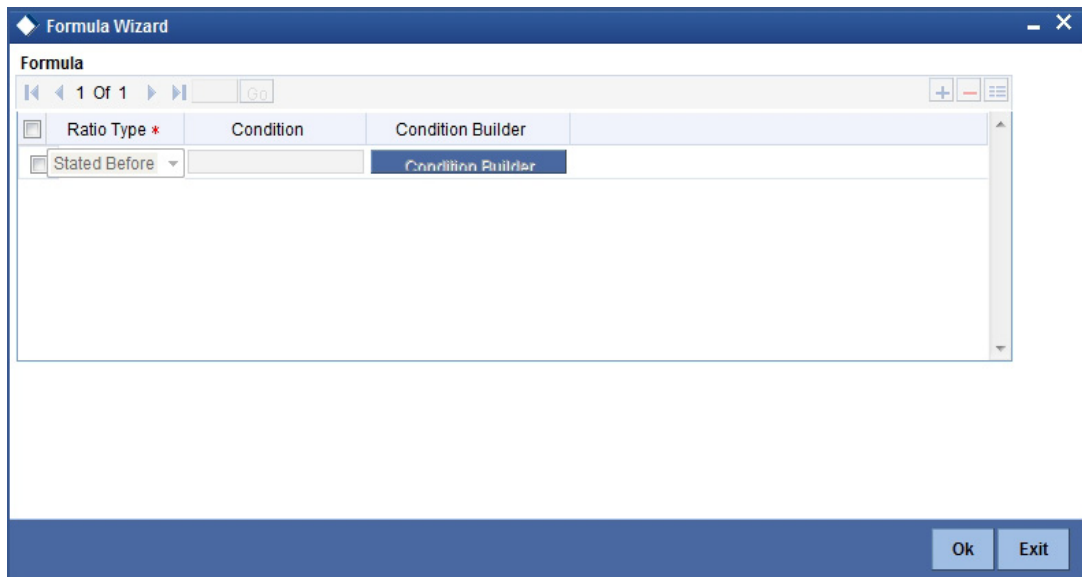 Formula Wizard
Formula
1 Of 1 Go
Ratio Type * Condition Condition Builder
Stated Before Condition Builder
Ok Exit